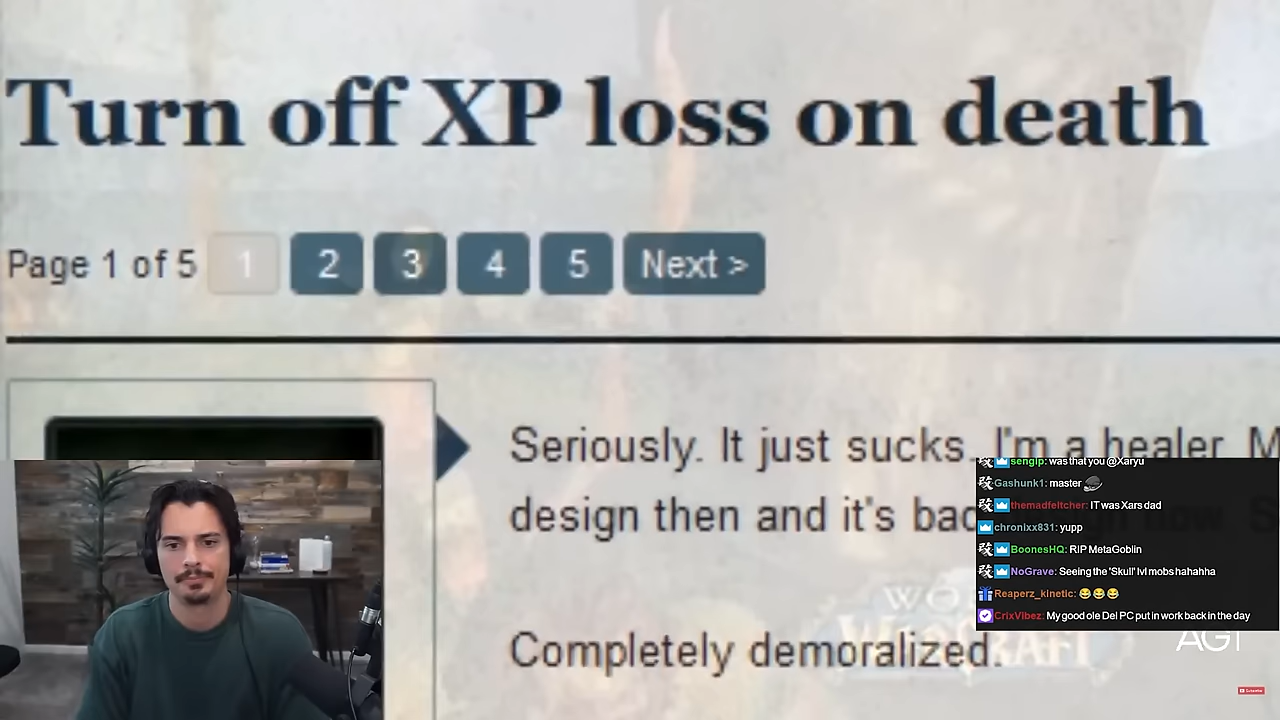 Turn off XP loss on death
Page 1 of 5 1 2 3 4 5 Next >
Seriously. It just sucks. I'm a healer. M
design then and it's bac
Completely demoralized.
senglp: was that you @Xaryu
Gashunk1: master
themadfeltcher: IT was Xars dad
chronixx831: yupp
BoonesHQ: RIP MetaGoblin
NoGrave: Seeing the 'Skull' lvl mobs hahahha
Reaperz_kinetic: 😂😂😂
CrixVibez: My good ole Del PC put in work back in the day
Subscribe